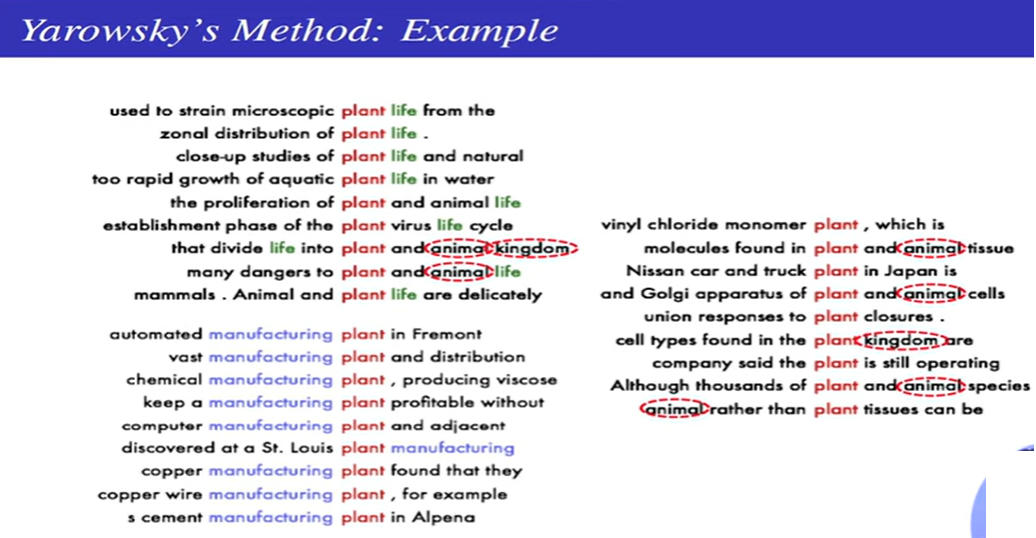 Yarowsky's Method: Example
used to strain microscopic plant life from the
zonal distribution of plant life .
close-up studies of plant life and natural
too rapid growth of aquatic plant life in water
the proliferation of plant and animal life
establishment phase of the plant virus life cycle
that divide life into plant and animal kingdom
many dangers to plant and animal life
mammals . Animal and plant life are delicately
automated manufacturing plant in Fremont
vast manufacturing plant and distribution
chemical manufacturing plant , producing viscose
keep a manufacturing plant profitable without
computer manufacturing plant and adjacent
discovered at a St. Louis plant manufacturing
copper manufacturing plant found that they
copper wire manufacturing plant , for example
s cement manufacturing plant in Alpena
vinyl chloride monomer plant , which is
molecules found in plant and animal tissue
Nissan car and truck plant in Japan is
and Golgi apparatus of plant and animal cells
union responses to plant closures .
cell types found in the plant kingdom are
company said the plant is still operating
Although thousands of plant and animal species
animal rather than plant tissues can be